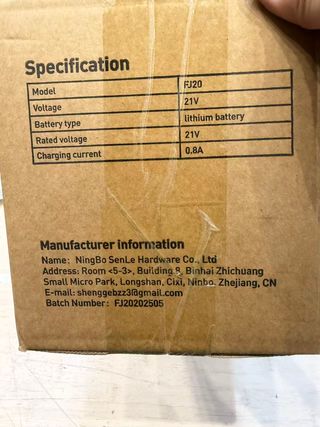 Specification
Model FJ20
Voltage 21V
Battery type lithium battery
Rated voltage 21V
Charging current 0.8A
Manufacturer information
Name: NingBo SenLe Hardware Co., Ltd
Address: Room <5-3>, Building 8, Binhai Zhichuang
Small Micro Park, Longshan, Cixi, Ninbo. Zhejiang, CN
E-mail: shenggebzz3@gmail.com
Batch Number: FJ20202505